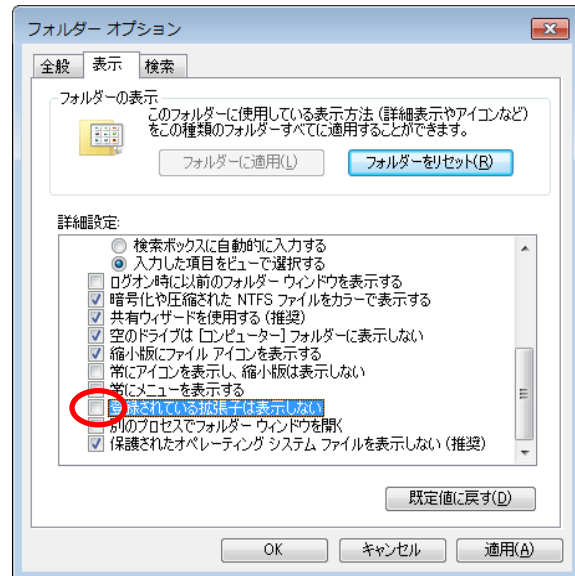 フォルダー オプション
全般 表示 検索
フォルダーの表示
このフォルダーに使用している表示方法 (詳細表示やアイコンなど)
をこの種類のフォルダーすべてに適用することができます。
フォルダーに適用(L) フォルダーをリセット(R)
詳細設定:
検索ボックスに自動的に入力する
入力した項目をビューで選択する
ログオン時に以前のフォルダー ウィンドウを表示する
暗号化や圧縮された NTFS ファイルをカラーで表示する
共有ウィザードを使用する (推奨)
空のドライブは [コンピューター] フォルダーに表示しない
縮小版にファイル アイコンを表示する
常にアイコンを表示し、縮小版は表示しない
常にメニューを表示する
登録されている拡張子は表示しない
別のプロセスでフォルダー ウィンドウを開く
保護されたオペレーティング システム ファイルを表示しない (推奨)
既定値に戻す(D)
OK キャンセル 適用(A)